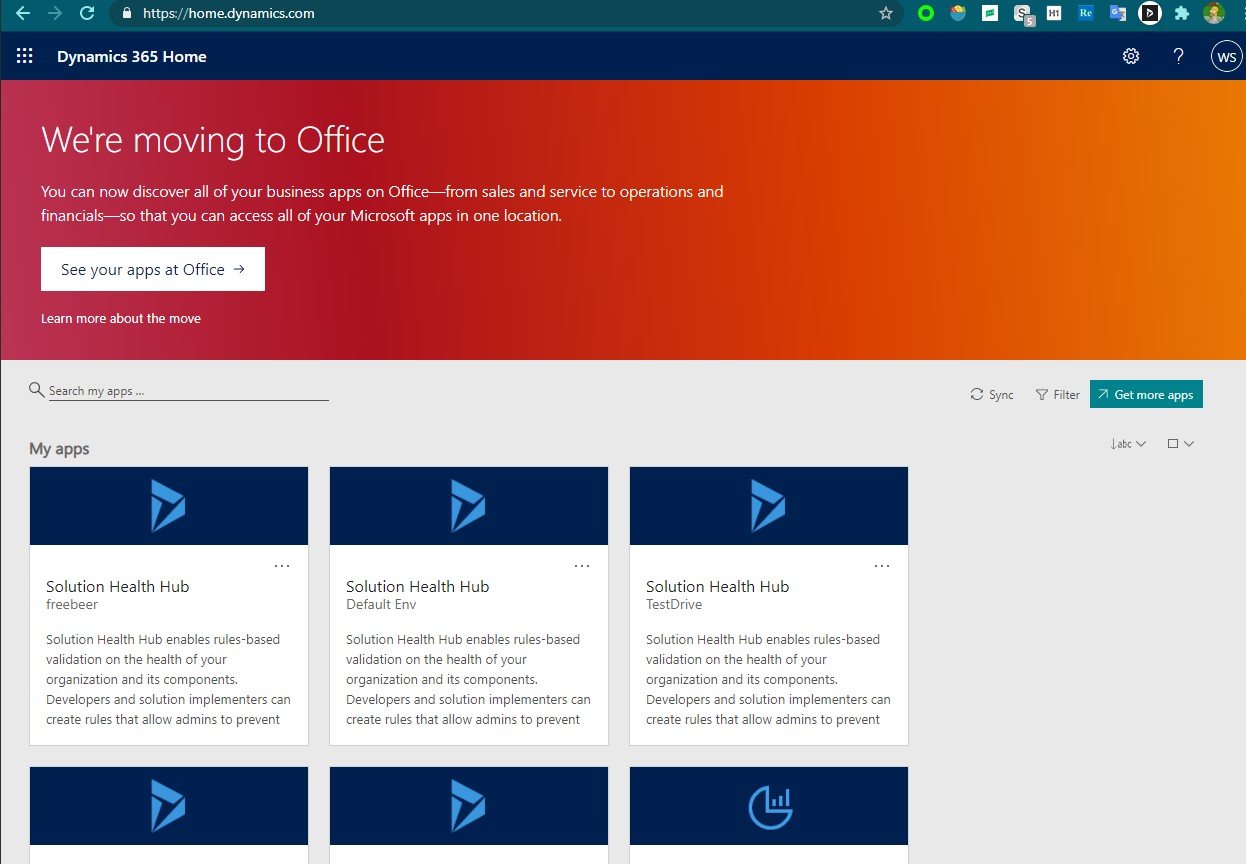 https://home.dynamics.com
S
5
H1
Re
G
Dynamics 365 Home
?
WS
We're moving to Office
You can now discover all of your business apps on Office—from sales and service to operations and
financials—so that you can access all of your Microsoft apps in one location.
See your apps at Office →
Learn more about the move
Search my apps ...
Sync
Filter
Get more apps
My apps
↓abc
...
...
...
Solution Health Hub
freebeer
Solution Health Hub enables rules-based
validation on the health of your
organization and its components.
Developers and solution implementers can
create rules that allow admins to prevent
Solution Health Hub
Default Env
Solution Health Hub enables rules-based
validation on the health of your
organization and its components.
Developers and solution implementers can
create rules that allow admins to prevent
Solution Health Hub
TestDrive
Solution Health Hub enables rules-based
validation on the health of your
organization and its components.
Developers and solution implementers can
create rules that allow admins to prevent